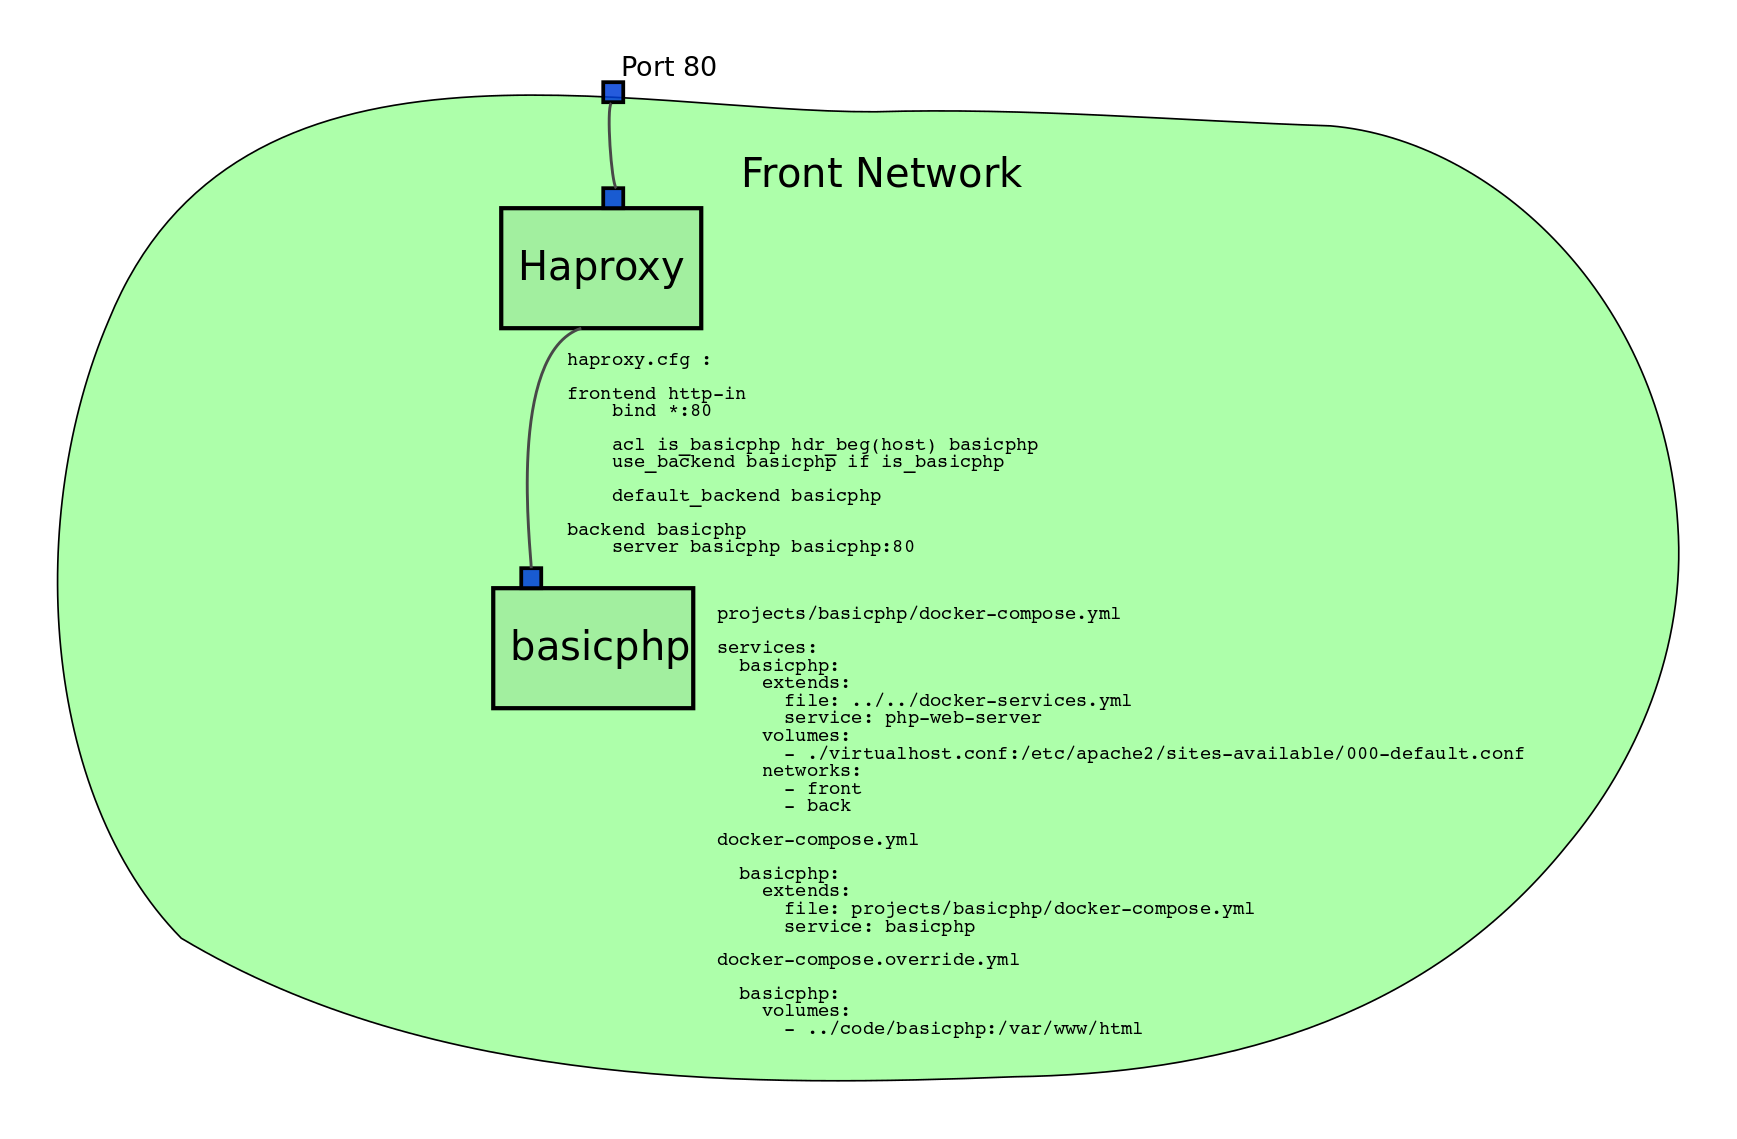 Port 80
Front Network
Haproxy
haproxy.cfg :
frontend http-in
    bind *:80
    acl is_basicphp hdr_beg(host) basicphp
    use_backend basicphp if is_basicphp
    default_backend basicphp
backend basicphp
    server basicphp basicphp:80
basicphp
projects/basicphp/docker-compose.yml
services:
  basicphp:
    extends:
      file: ../../docker-services.yml
      service: php-web-server
    volumes:
      - ./virtualhost.conf:/etc/apache2/sites-available/000-default.conf
    networks:
      - front
      - back
docker-compose.yml
  basicphp:
    extends:
      file: projects/basicphp/docker-compose.yml
      service: basicphp
docker-compose.override.yml
  basicphp:
    volumes:
      - ../code/basicphp:/var/www/html